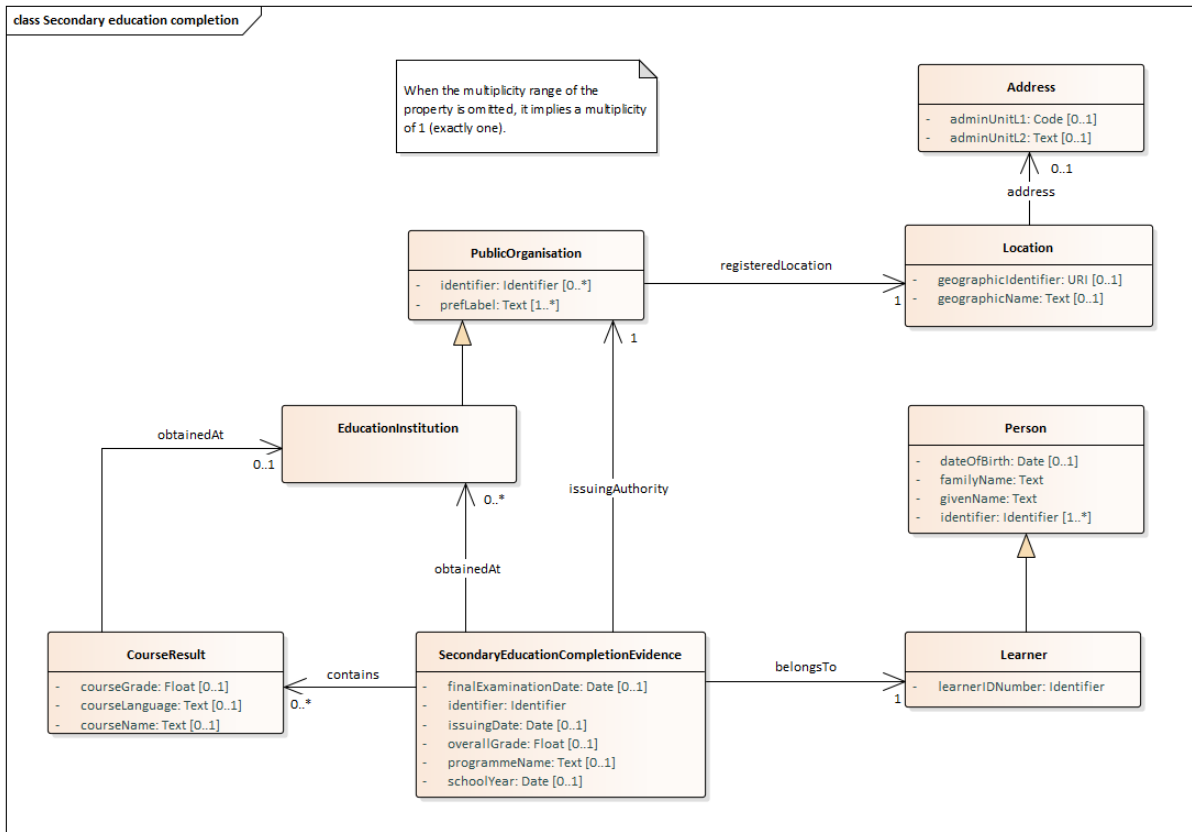 class Secondary education completion
When the multiplicity range of the
property is omitted, it implies a multiplicity
of 1 (exactly one).
Address
- adminUnitL1: Code [0..1]
- adminUnitL2: Text [0..1]
0..1
address
PublicOrganisation
- identifier: Identifier [0..*]
- prefLabel: Text [1..*]
registeredLocation
1
Location
- geographicIdentifier: URI [0..1]
- geographicName: Text [0..1]
1
EducationInstitution
obtainedAt
0..1
0..*
issuingAuthority
obtainedAt
Person
- dateOfBirth: Date [0..1]
- familyName: Text
- givenName: Text
- identifier: Identifier [1..*]
CourseResult
- courseGrade: Float [0..1]
- courseLanguage: Text [0..1]
- courseName: Text [0..1]
contains
0..*
SecondaryEducationCompletionEvidence
- finalExaminationDate: Date [0..1]
- identifier: Identifier
- issuingDate: Date [0..1]
- overallGrade: Float [0..1]
- programmeName: Text [0..1]
- schoolYear: Date [0..1]
belongsTo
1
Learner
- learnerIDNumber: Identifier